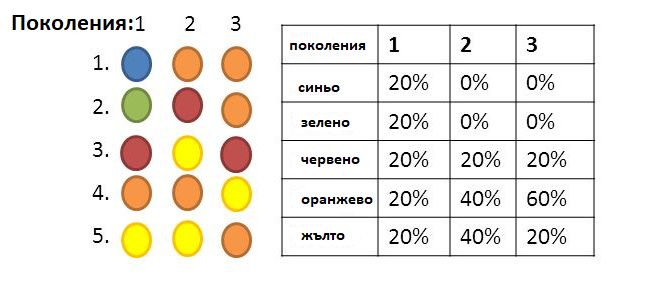 Поколения:1 2 3
1.
2.
3.
4.
5.
поколения 1 2 3
синьо 20% 0% 0%
зелено 20% 0% 0%
червено 20% 20% 20%
оранжево 20% 40% 60%
жълто 20% 40% 20%